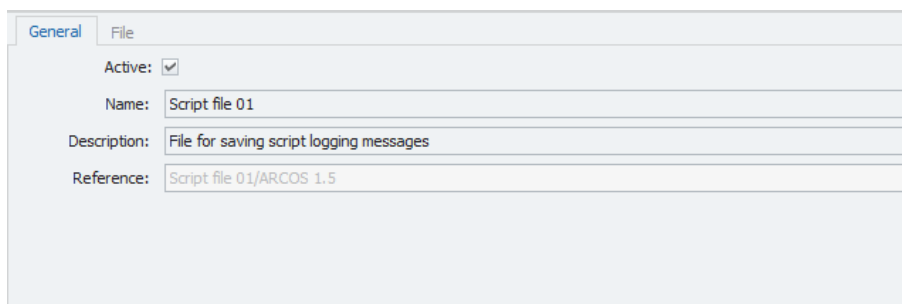 General File
Active:
Name: Script file 01
Description: File for saving script logging messages
Reference: Script file 01/ARCOS 1.5